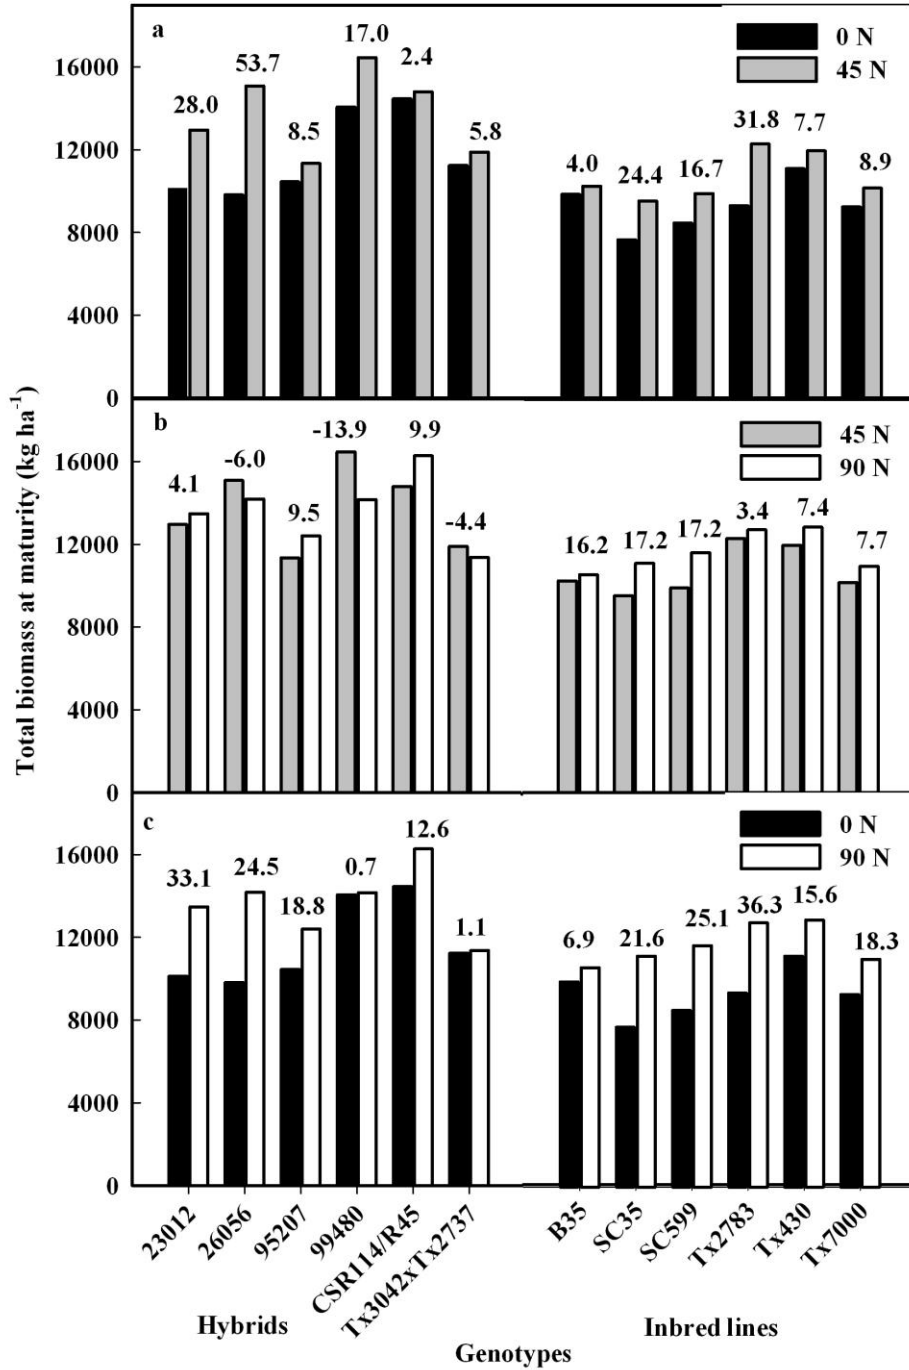 a
0 N
45 N
16000
12000
8000
4000
0
28.0
53.7
8.5
17.0
2.4
5.8
4.0
24.4
16.7
31.8
7.7
8.9
b
45 N
90 N
16000
12000
8000
4000
0
4.1
-6.0
9.5
-13.9
9.9
-4.4
16.2
17.2
17.2
3.4
7.4
7.7
c
0 N
90 N
16000
12000
8000
4000
0
33.1
24.5
18.8
0.7
12.6
1.1
6.9
21.6
25.1
36.3
15.6
18.3
Total biomass at maturity (kg ha⁻¹)
23012
26056
95207
99480
CSR114/R45
Tx3042xTx2737
B35
SC35
SC599
Tx2783
Tx430
Tx7000
Hybrids
Inbred lines
Genotypes